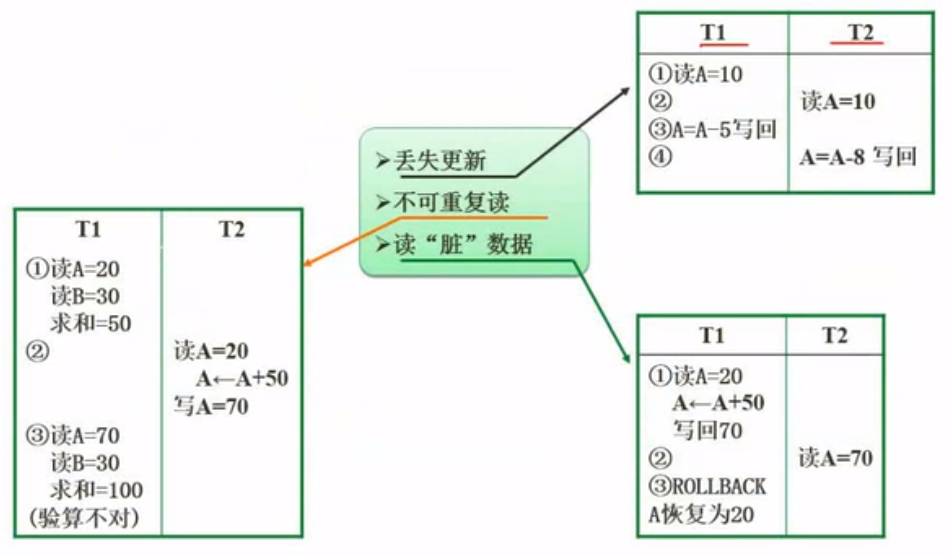 ➢丢失更新
➢不可重复读
➢读“脏”数据
T1 T2
①读A=10
② 读A=10
③A=A-5写回
④ A=A-8 写回
T1 T2
①读A=20
读B=30
求和=50
② 读A=20
A←A+50
写A=70
③读A=70
读B=30
求和=100
(验算不对)
T1 T2
①读A=20
A←A+50
写回70
② 读A=70
③ROLLBACK
A恢复为20